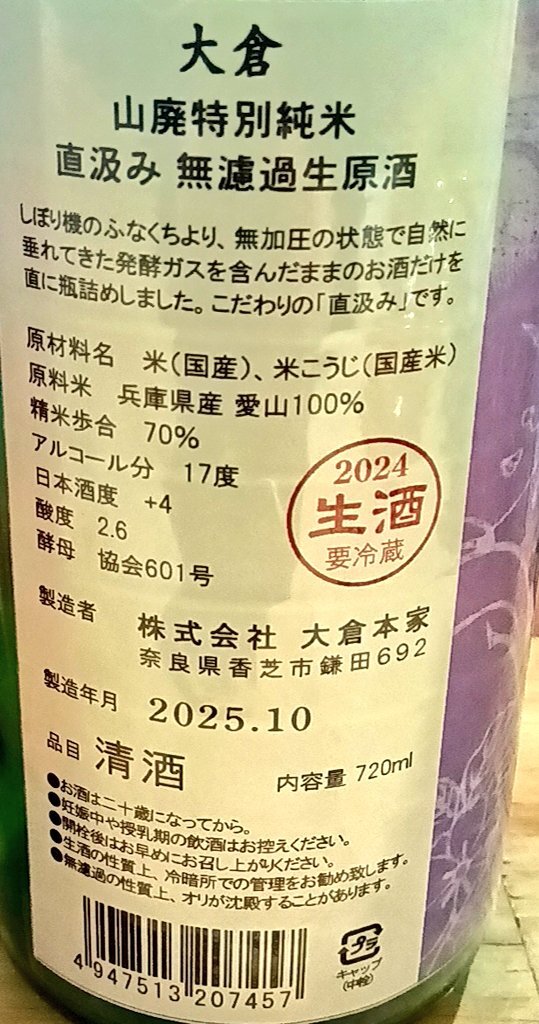 大倉
山廃特別純米
直汲み 無濾過生原酒
しぼり機のふなくちより、無加圧の状態で自然に
垂れてきた発酵ガスを含んだままのお酒だけを
直に瓶詰めしました。こだわりの「直汲み」です。
原材料名 米(国産)、米こうじ(国産米)
原料米 兵庫県産 愛山100%
精米歩合 70%
アルコール分 17度
日本酒度 +4
酸度 2.6
酵母 協会601号
2024
生酒
要冷蔵
製造者 株式会社 大倉本家
奈良県香芝市鎌田692
製造年月 2025.10
品目 清酒 内容量 720ml
●お酒は二十歳になってから。
●妊娠中や授乳期の飲酒はお控えください。
●開栓後はお早めにお召し上がりください。
●生酒の性質上、冷暗所での管理をお勧め致します。
●無濾過の性質上、オリが沈殿することがあります。
4 947513 207457
プラ
キャップ
(中栓)